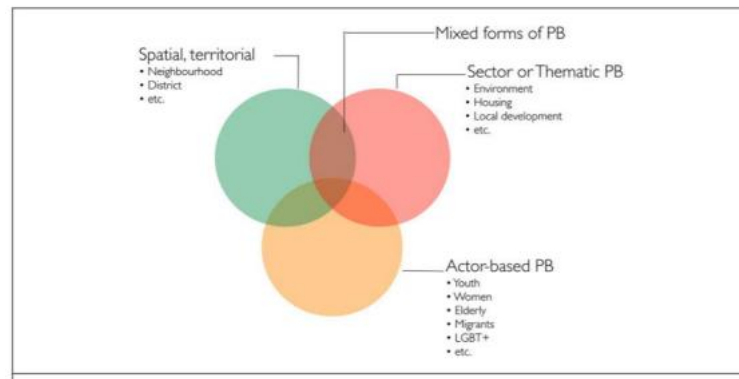 Mixed forms of PB
Spatial, territorial
• Neighbourhood
• District
• etc.
Sector or Thematic PB
• Environment
• Housing
• Local development
• etc.
Actor-based PB
• Youth
• Women
• Elderly
• Migrants
• LGBT+
• etc.